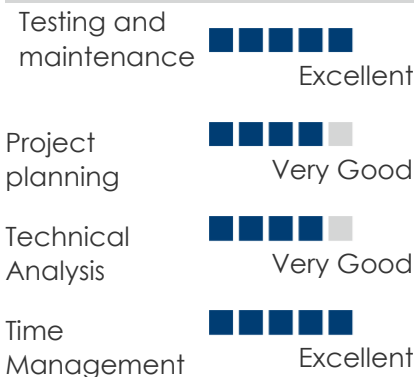 Testing and
maintenance
Excellent
Project
planning
Very Good
Technical
Analysis
Very Good
Time
Management
Excellent